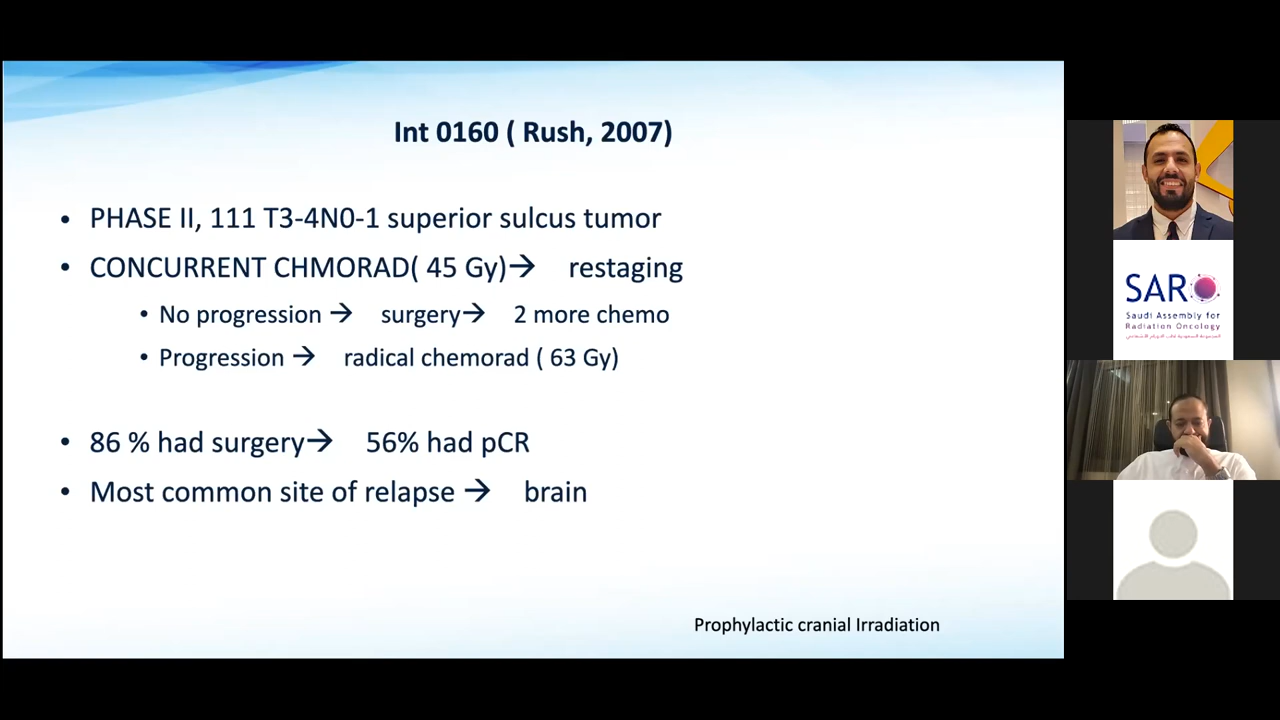 Int 0160 ( Rush, 2007)
• PHASE II, 111 T3-4N0-1 superior sulcus tumor
• CONCURRENT CHMORAD( 45 Gy)→ restaging
• No progression → surgery→ 2 more chemo
• Progression → radical chemorad ( 63 Gy)
• 86 % had surgery→ 56% had pCR
• Most common site of relapse → brain
Prophylactic cranial Irradiation
SARO
Saudi Assembly for
Radiation Oncology